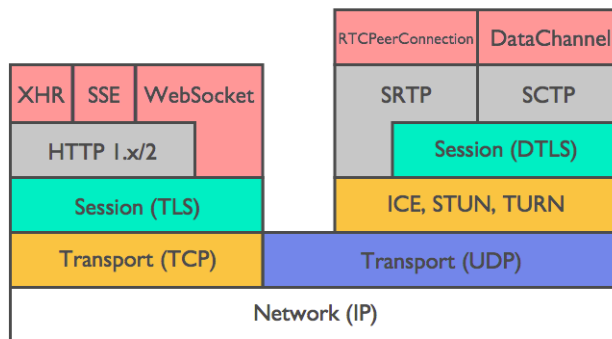 RTCPeerConnection
DataChannel
XHR
SSE
WebSocket
SRTP
SCTP
HTTP 1.x/2
Session (DTLS)
Session (TLS)
ICE, STUN, TURN
Transport (TCP)
Transport (UDP)
Network (IP)